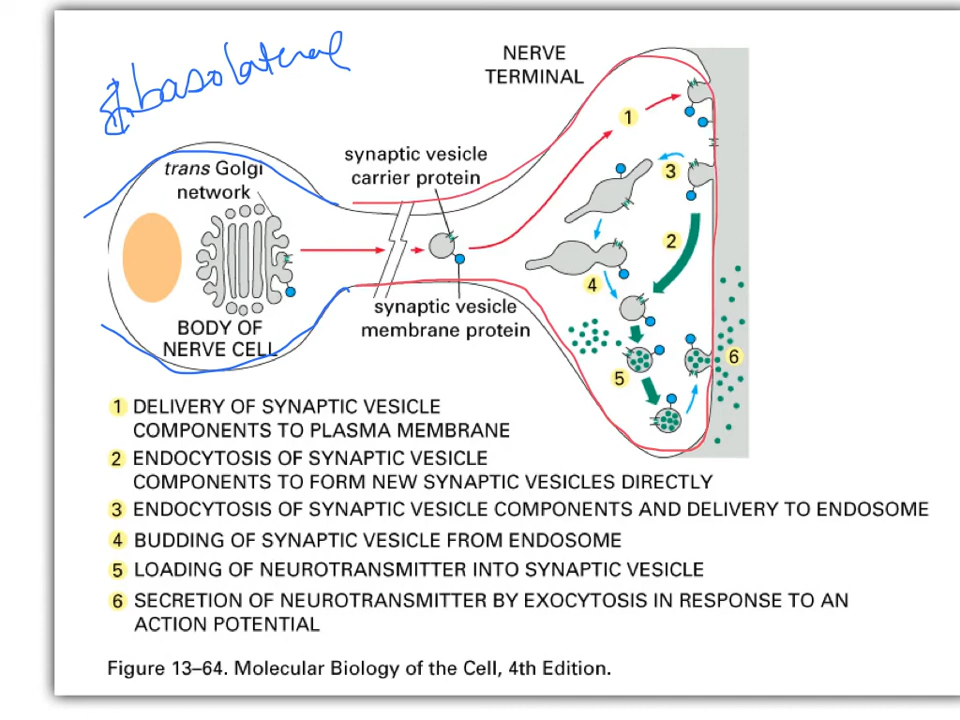 basolateral
NERVE
TERMINAL
1
synaptic vesicle
carrier protein
trans Golgi
network
3
2
4
synaptic vesicle
membrane protein
BODY OF
NERVE CELL
6
5
1 DELIVERY OF SYNAPTIC VESICLE
COMPONENTS TO PLASMA MEMBRANE
2 ENDOCYTOSIS OF SYNAPTIC VESICLE
COMPONENTS TO FORM NEW SYNAPTIC VESICLES DIRECTLY
3 ENDOCYTOSIS OF SYNAPTIC VESICLE COMPONENTS AND DELIVERY TO ENDOSOME
4 BUDDING OF SYNAPTIC VESICLE FROM ENDOSOME
5 LOADING OF NEUROTRANSMITTER INTO SYNAPTIC VESICLE
6 SECRETION OF NEUROTRANSMITTER BY EXOCYTOSIS IN RESPONSE TO AN
ACTION POTENTIAL
Figure 13–64. Molecular Biology of the Cell, 4th Edition.